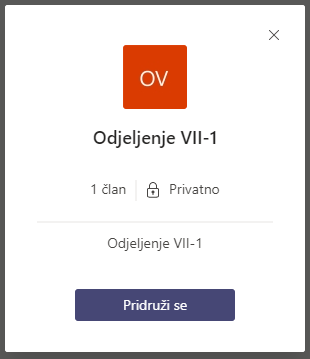 OV
Odjeljenje VII-1
1 član
Privatno
Odjeljenje VII-1
Pridruži se